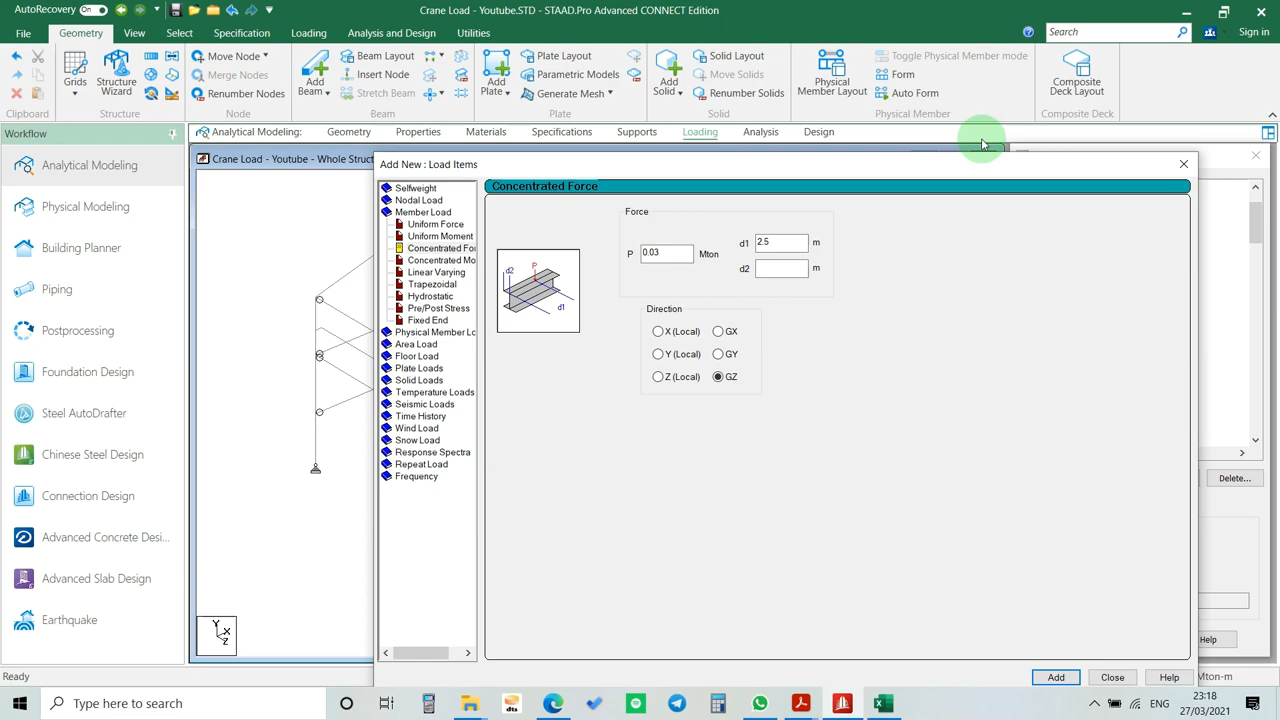 AutoRecovery On
Crane Load - Youtube.STD - STAAD.Pro Advanced CONNECT Edition
File
Geometry
View
Select
Specification
Loading
Analysis and Design
Utilities
Search
Sign in
Grids
Structure Wizard
Move Node
Merge Nodes
Renumber Nodes
Add Beam
Beam Layout
Insert Node
Stretch Beam
Add Plate
Plate Layout
Parametric Models
Generate Mesh
Add Solid
Solid Layout
Move Solids
Renumber Solids
Physical Member Layout
Toggle Physical Member mode
Form
Auto Form
Composite Deck Layout
Clipboard
Structure
Node
Beam
Plate
Solid
Physical Member
Composite Deck
Workflow
Analytical Modeling:
Geometry
Properties
Materials
Specifications
Supports
Loading
Analysis
Design
Analytical Modeling
Physical Modeling
Building Planner
Piping
Postprocessing
Foundation Design
Steel AutoDrafter
Chinese Steel Design
Connection Design
Advanced Concrete Desi...
Advanced Slab Design
Earthquake
Crane Load - Youtube - Whole Struct
Add New : Load Items
Selfweight
Nodal Load
Member Load
Uniform Force
Uniform Moment
Concentrated For
Concentrated Mo
Linear Varying
Trapezoidal
Hydrostatic
Pre/Post Stress
Fixed End
Physical Member Lo
Area Load
Floor Load
Plate Loads
Solid Loads
Temperature Loads
Seismic Loads
Time History
Wind Load
Snow Load
Response Spectra
Repeat Load
Frequency
Concentrated Force
Force
P 0.03 Mton
d1 2.5 m
d2 m
P
d2
d1
Direction
X (Local) GX
Y (Local) GY
Z (Local) GZ
Delete...
Help
Add
Close
Help
Y
X
Z
Ready
Mton-m
Type here to search
dts
23:18
27/03/2021